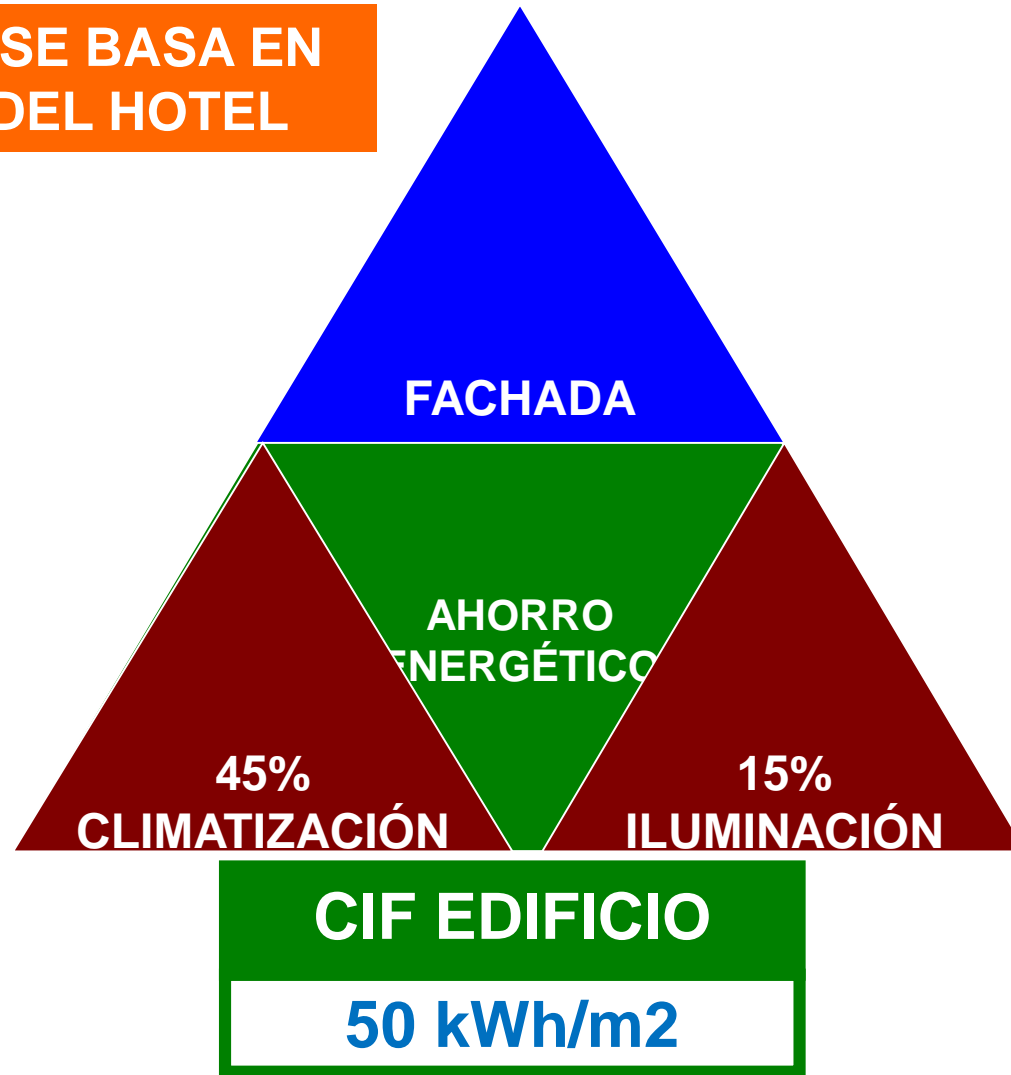 SE BASA EN
DEL HOTEL
FACHADA
AHORRO
ENERGÉTICO
45%
CLIMATIZACIÓN
15%
ILUMINACIÓN
CIF EDIFICIO
50 kWh/m2